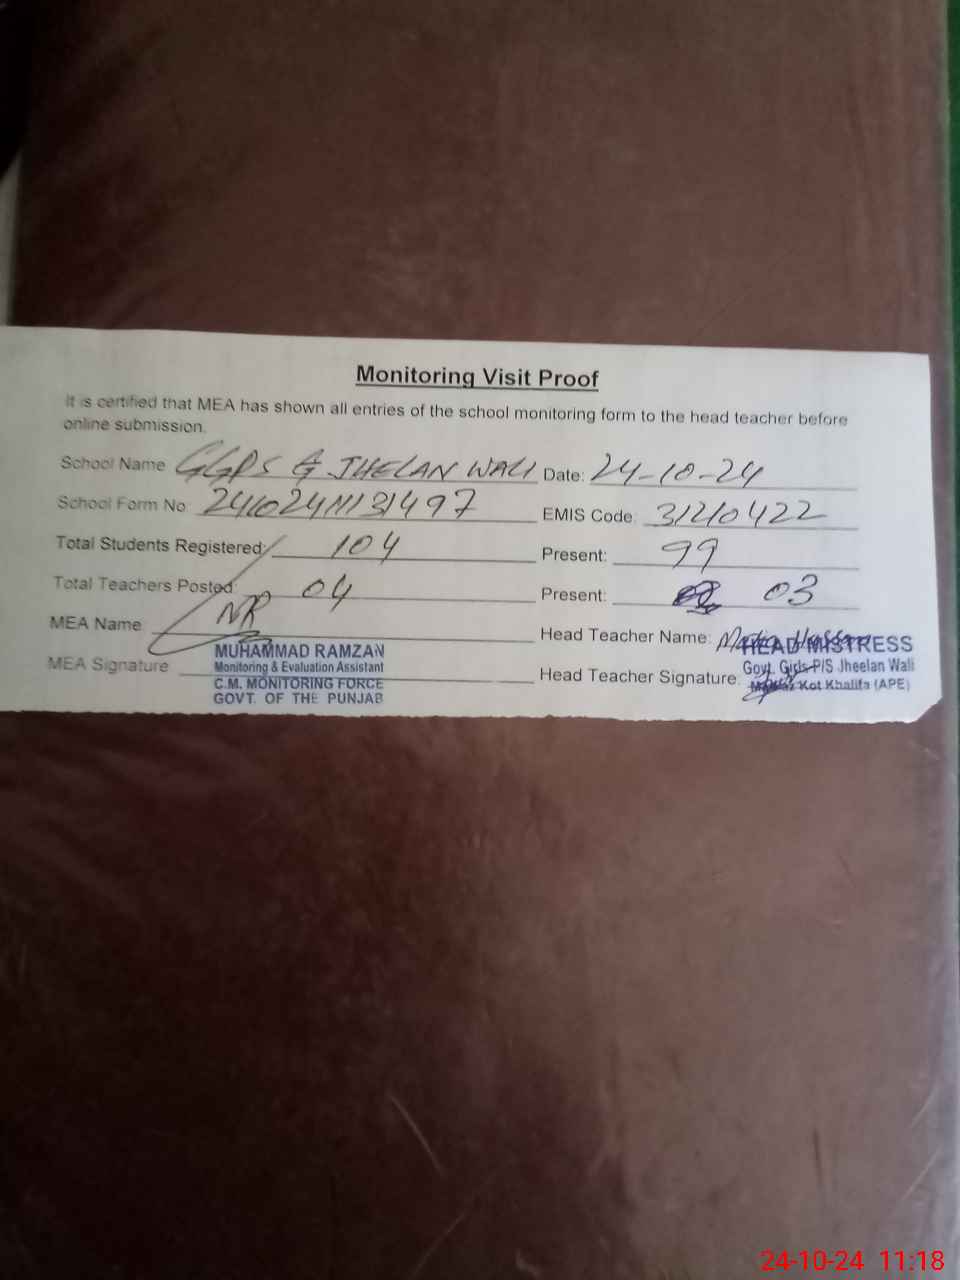 Monitoring Visit Proof
It is certified that MEA has shown all entries of the school monitoring form to the head teacher before
online submission.
School Name GGPS G JHELAN WALI Date: 24-10-24
School Form No 24102411131497 EMIS Code: 31210422
Total Students Registered: 104 Present: 99
Total Teachers Posted: 04 Present: 03
MEA Name MR Head Teacher Name:
MUHAMMAD RAMZAN HEAD MISTRESS
Monitoring & Evaluation Assistant Govt. Girls P/S Jheelan Wali
MEA Signature Head Teacher Signature:
C.M. MONITORING FORCE Kot Khalifa (APE)
GOVT. OF THE PUNJAB
24-10-24 11:18